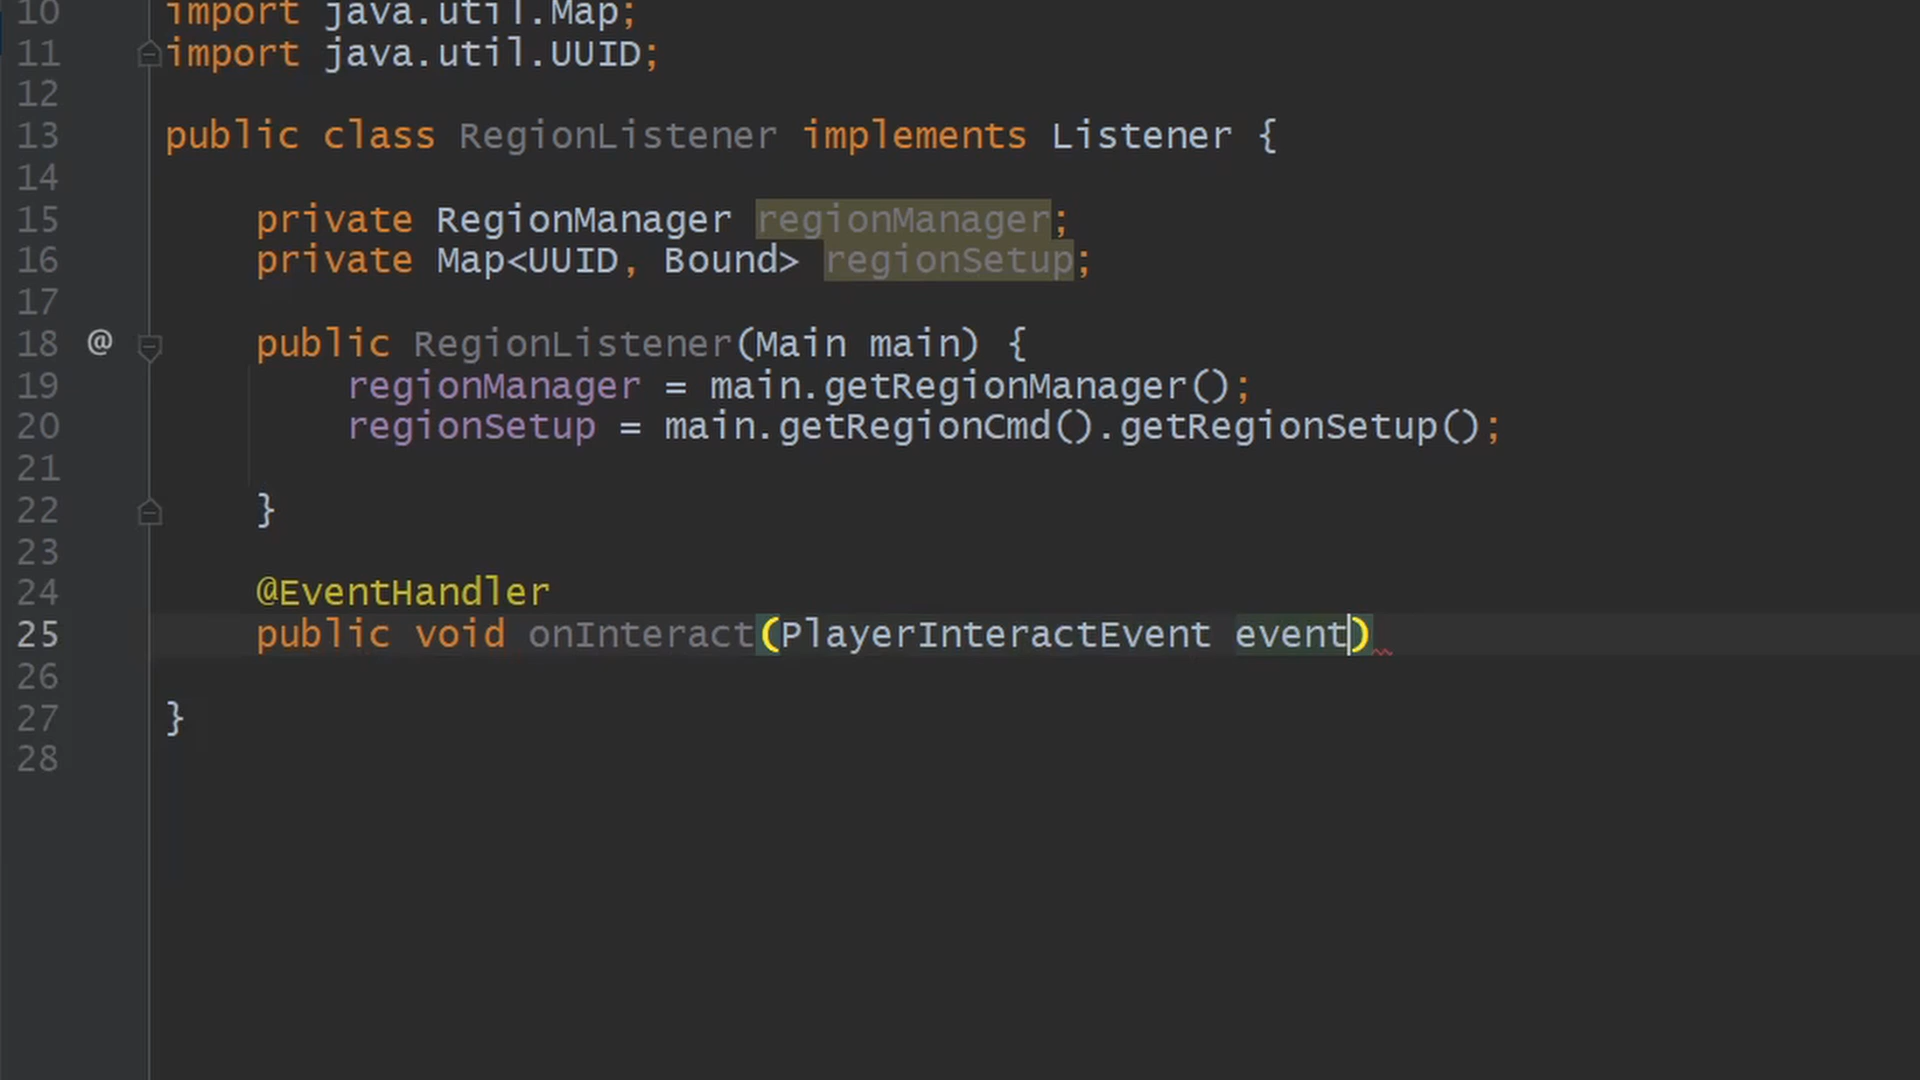 10 import java.util.Map;
11 import java.util.UUID;
12
13 public class RegionListener implements Listener {
14
15 private RegionManager regionManager;
16 private Map<UUID, Bound> regionSetup;
17
18 @ public RegionListener(Main main) {
19 regionManager = main.getRegionManager();
20 regionSetup = main.getRegionCmd().getRegionSetup();
21
22 }
23
24 @EventHandler
25 public void onInteract(PlayerInteractEvent event)
26
27 }
28